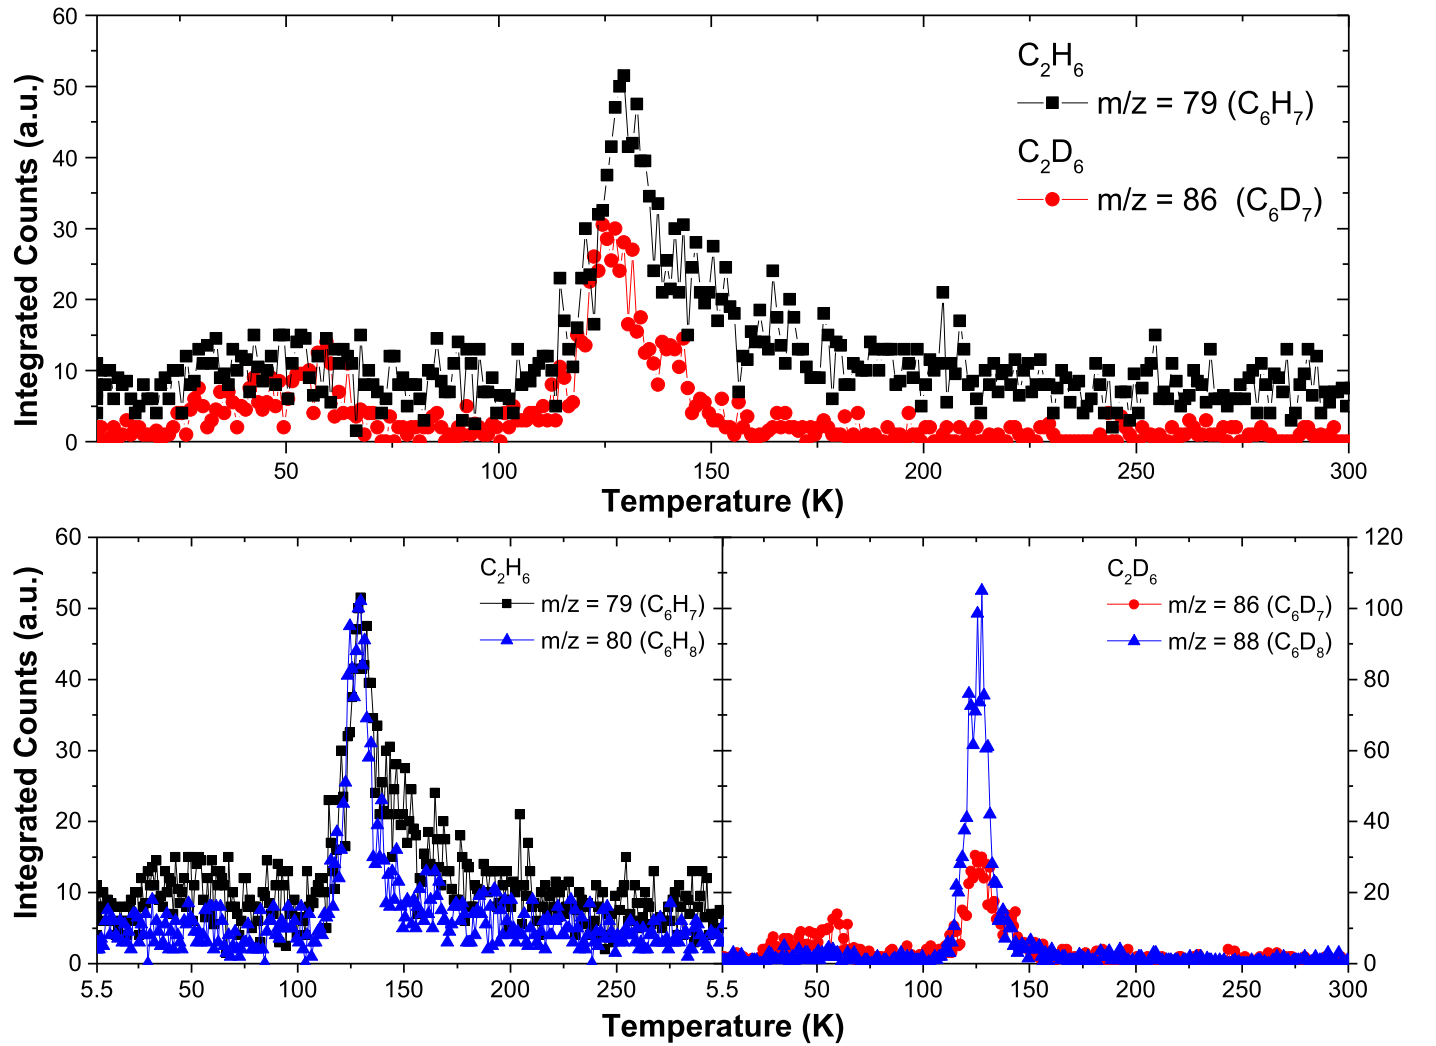 60
50
40
30
20
10
0
Integrated Counts (a.u.)
C₂H₆
m/z = 79 (C₆H₇)
C₂D₆
m/z = 86 (C₆D₇)
50 100 150 200 250 300
Temperature (K)
60
50
40
30
20
10
0
Integrated Counts (a.u.)
C₂H₆
m/z = 79 (C₆H₇)
m/z = 80 (C₆H₈)
C₂D₆
m/z = 86 (C₆D₇)
m/z = 88 (C₆D₈)
120
100
80
60
40
20
0
5.5 50 100 150 200 250 5.5 50 100 150 200 250 300
Temperature (K)